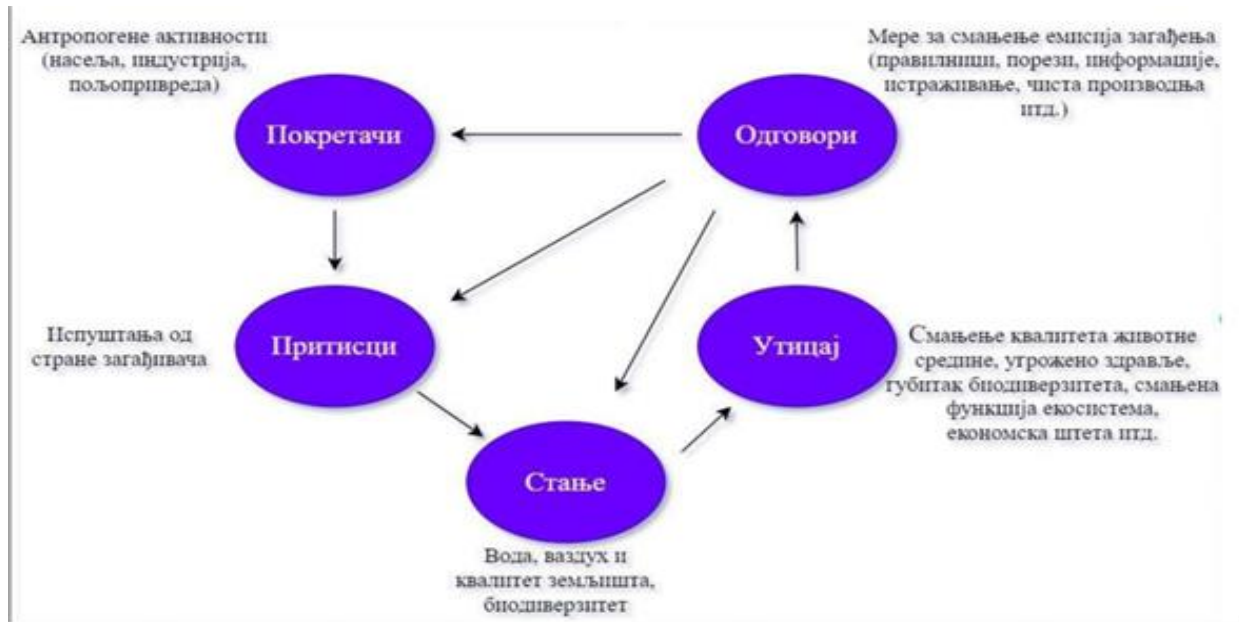 Антропогене активности
(насеља, индустрија,
пољопривреда)
Покретачи
Мере за смањење емисија загађења
(правилници, порези, информације,
истраживање, чиста производња
итд.)
Одговори
Испуштања од
стране загађивача
Притисци
Утицај
Смањење квалитета животне
средине, угрожено здравље,
губитак биодиверзитета, смањена
функција екосистема,
економска штета итд.
Стање
Вода, ваздух и
квалитет земљишта,
биодиверзитет